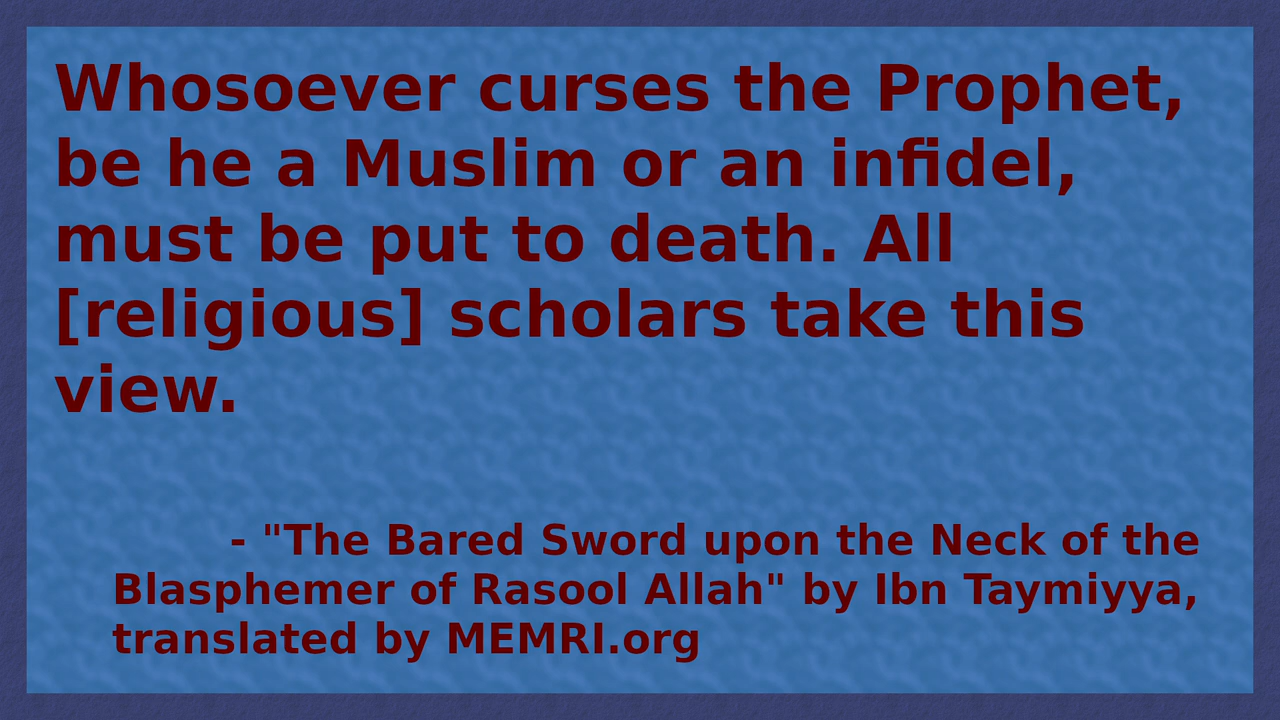 Whosoever curses the Prophet,
be he a Muslim or an infidel,
must be put to death. All
[religious] scholars take this
view.
- "The Bared Sword upon the Neck of the
Blasphemer of Rasool Allah" by Ibn Taymiyya,
translated by MEMRI.org